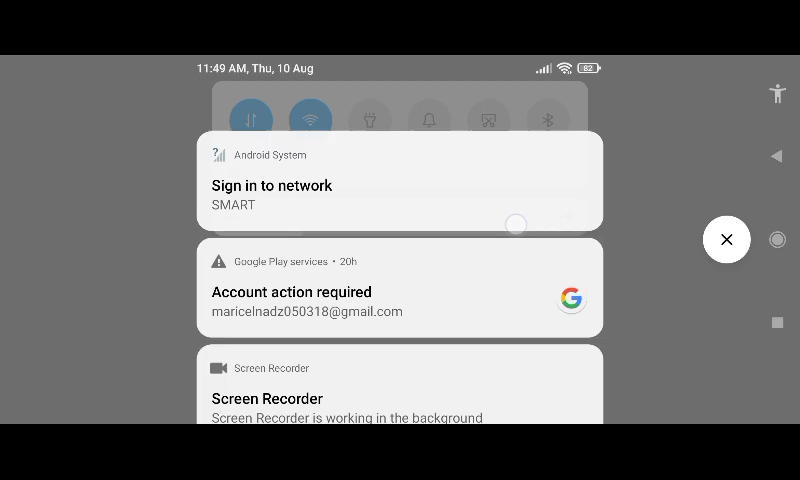 11:49 AM, Thu, 10 Aug
82
Android System
Sign in to network
SMART
Google Play services • 20h
Account action required
maricelnadz050318@gmail.com
Screen Recorder
Screen Recorder
Screen Recorder is working in the background